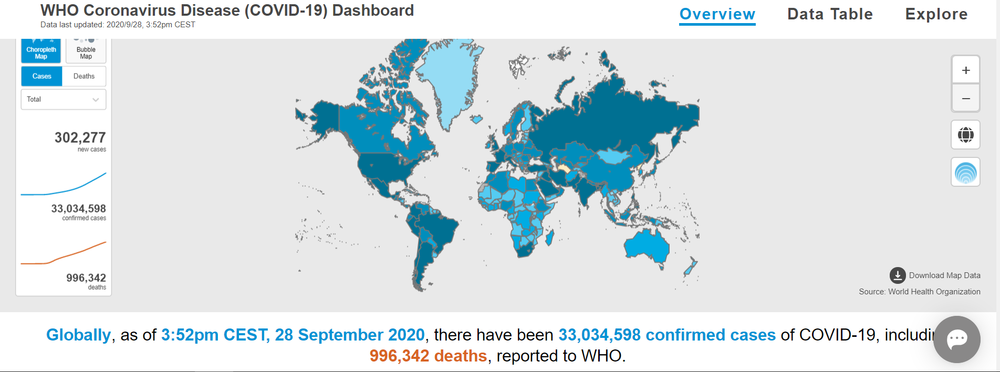 WHO Coronavirus Disease (COVID-19) Dashboard
Data last updated: 2020/9/28, 3:52pm CEST
Overview
Data Table
Explore
Choropleth
Map
Bubble
Map
Cases
Deaths
Total
302,277
new cases
33,034,598
confirmed cases
996,342
deaths
+
−
Download Map Data
Source: World Health Organization
Globally, as of 3:52pm CEST, 28 September 2020, there have been 33,034,598 confirmed cases of COVID-19,
996,342 deaths, reported to WHO.